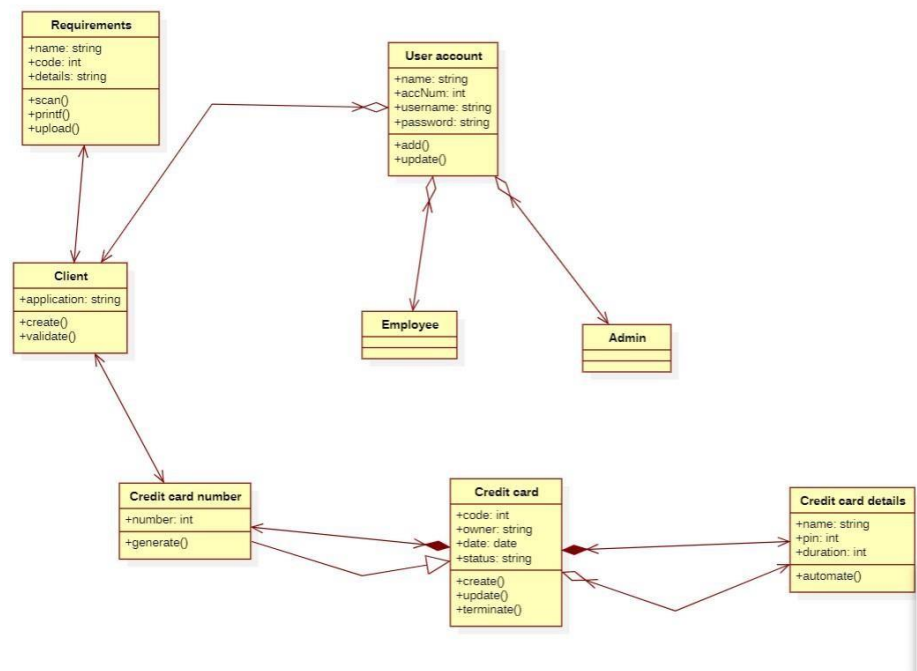 Requirements
+name: string
+code: int
+details: string
+scan()
+printf()
+upload()
User account
+name: string
+accNum: int
+username: string
+password: string
+add()
+update()
Client
+application: string
+create()
+validate()
Employee
Admin
Credit card number
+number: int
+generate()
Credit card
+code: int
+owner: string
+date: date
+status: string
+create()
+update()
+terminate()
Credit card details
+name: string
+pin: int
+duration: int
+automate()